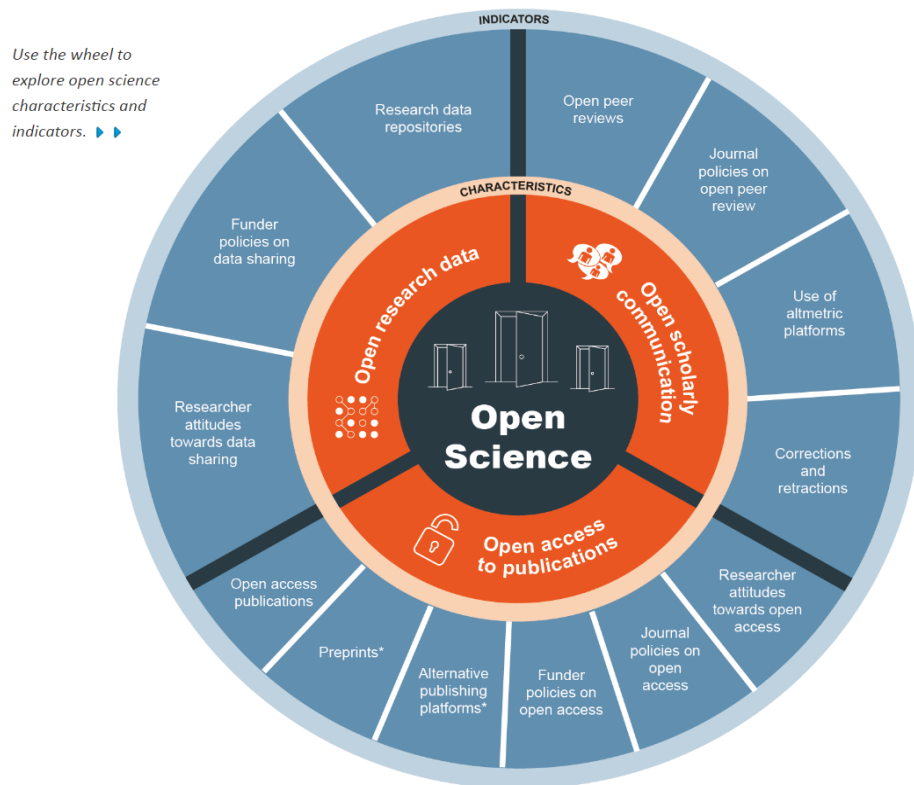 Use the wheel to
explore open science
characteristics and
indicators.
INDICATORS
Open peer
reviews
Journal
policies on
open peer
review
Use of
altmetric
platforms
Corrections
and
retractions
Researcher
attitudes
towards open
access
Journal
policies on
open
access
Funder
policies on
open access
Alternative
publishing
platforms*
Preprints*
Open access
publications
Researcher
attitudes
towards data
sharing
Funder
policies on
data sharing
Research data
repositories
CHARACTERISTICS
Open research data
Open scholarly
communication
Open access
to publications
Open
Science